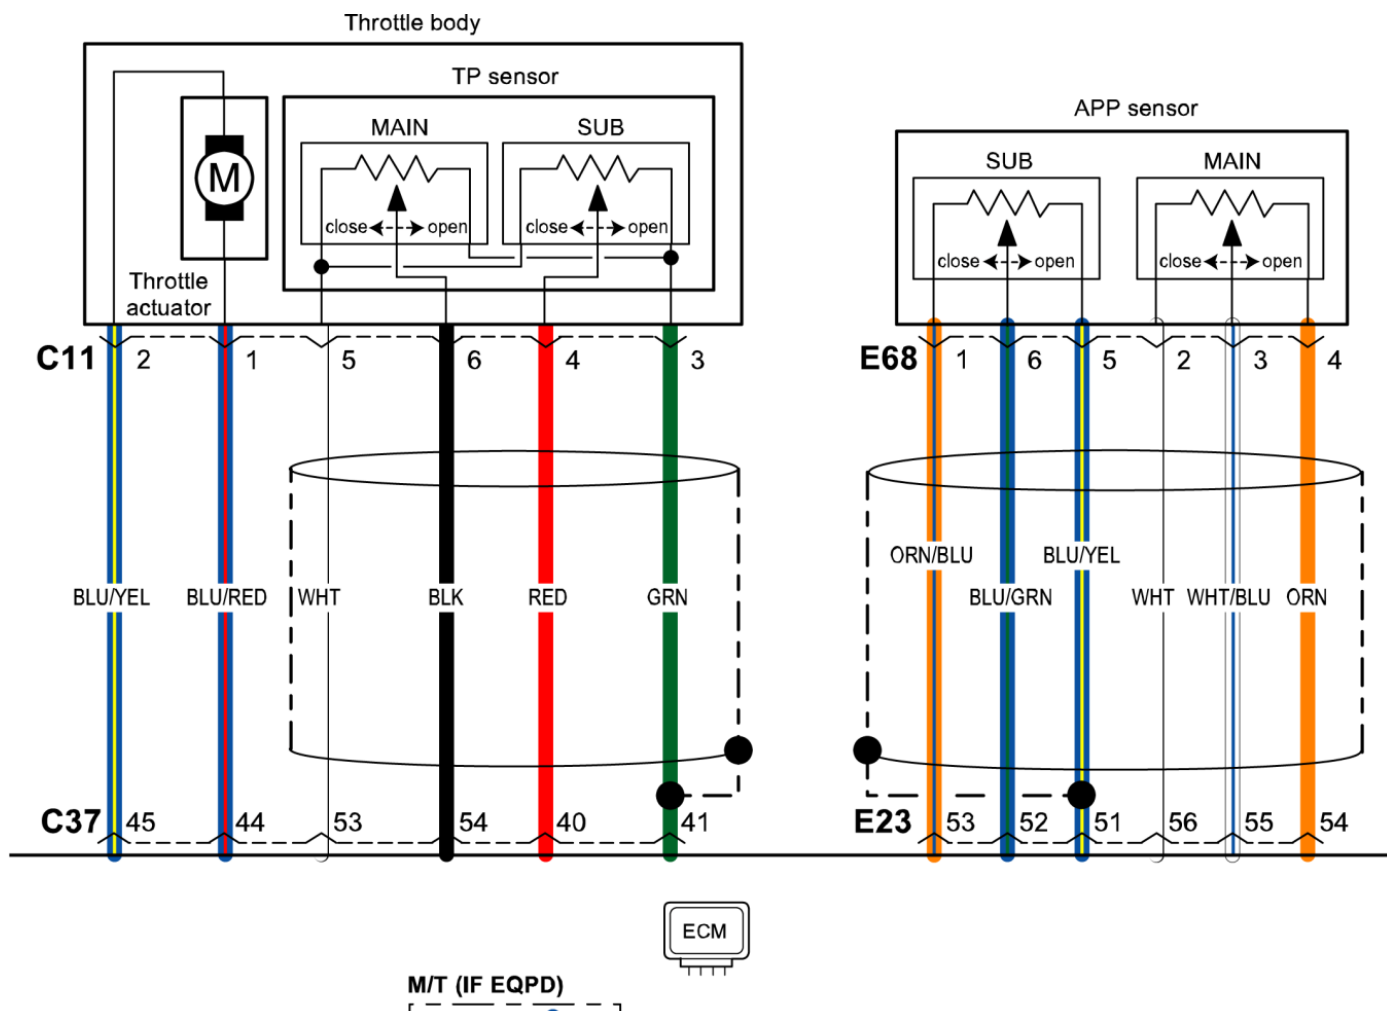 Throttle body
TP sensor
APP sensor
MAIN SUB
SUB MAIN
M
close open close open
close open close open
Throttle
actuator
C11 2 1 5 6 4 3
E68 1 6 5 2 3 4
ORN/BLU BLU/YEL
BLU/YEL BLU/RED WHT BLK RED GRN
BLU/GRN WHT WHT/BLU ORN
C37 45 44 53 54 40 41
E23 53 52 51 56 55 54
ECM
M/T (IF EQPD)